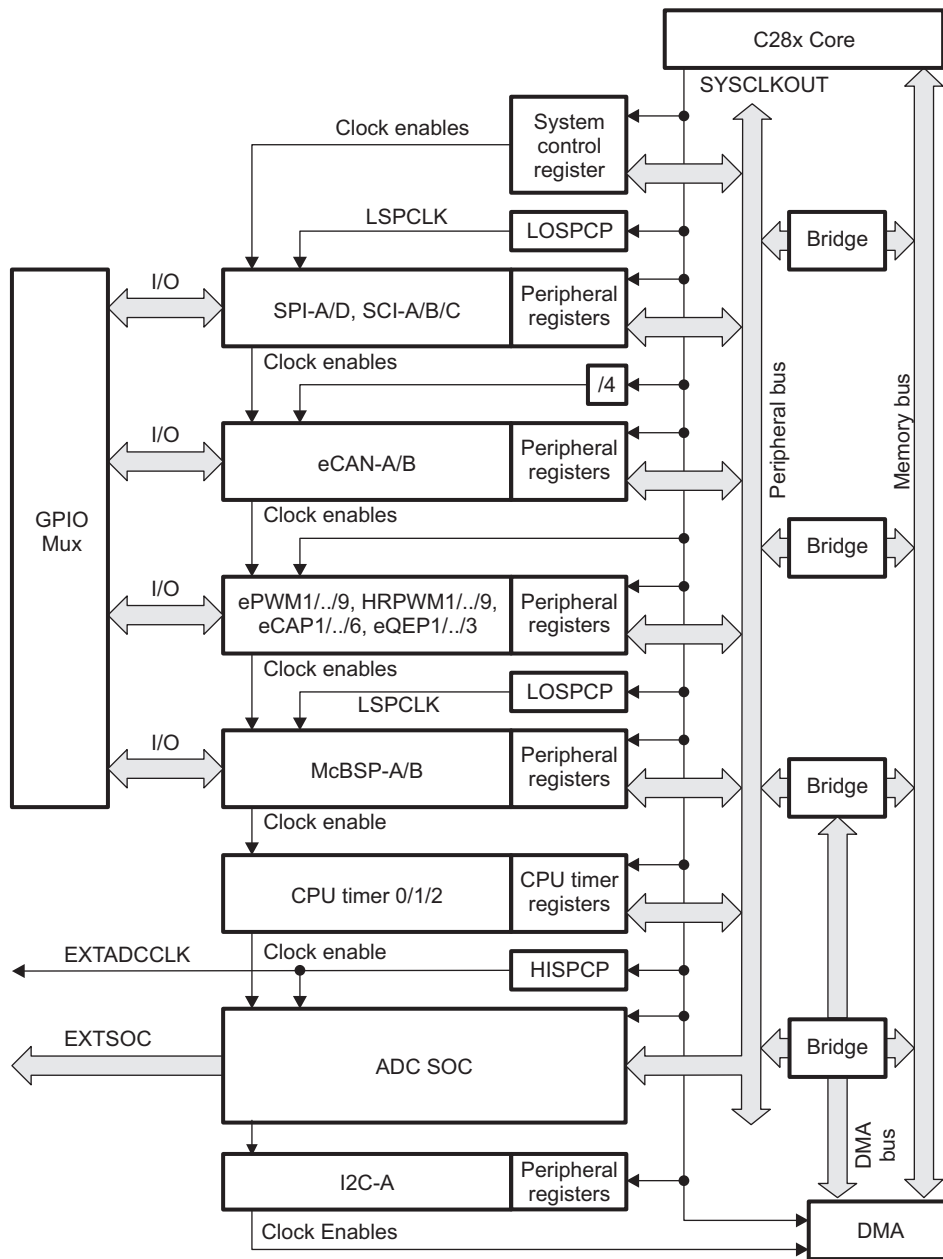 C28x Core
SYSCLKOUT
Clock enables
System
control
register
LSPCLK
LOSPCP
Bridge
I/O
SPI-A/D, SCI-A/B/C
Peripheral
registers
Clock enables
/4
Peripheral bus
Memory bus
I/O
eCAN-A/B
Peripheral
registers
Clock enables
GPIO
Mux
Bridge
I/O
ePWM1/../9, HRPWM1/../9,
eCAP1/../6, eQEP1/../3
Peripheral
registers
Clock enables
LSPCLK
LOSPCP
I/O
McBSP-A/B
Peripheral
registers
Bridge
Clock enable
CPU timer 0/1/2
CPU timer
registers
EXTADCCLK
Clock enable
HISPCP
EXTSOC
ADC SOC
Bridge
DMA
bus
I2C-A
Peripheral
registers
Clock Enables
DMA